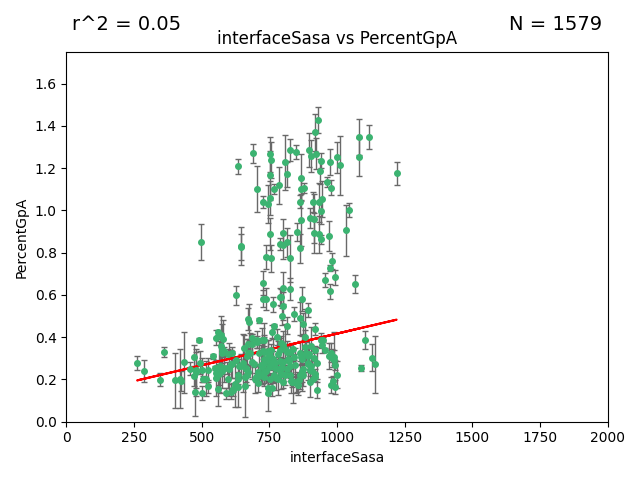 r^2 = 0.05
N = 1579
interfaceSasa vs PercentGpA
PercentGpA
1.6
1.4
1.2
1.0
0.8
0.6
0.4
0.2
0.0
0 250 500 750 1000 1250 1500 1750 2000
interfaceSasa